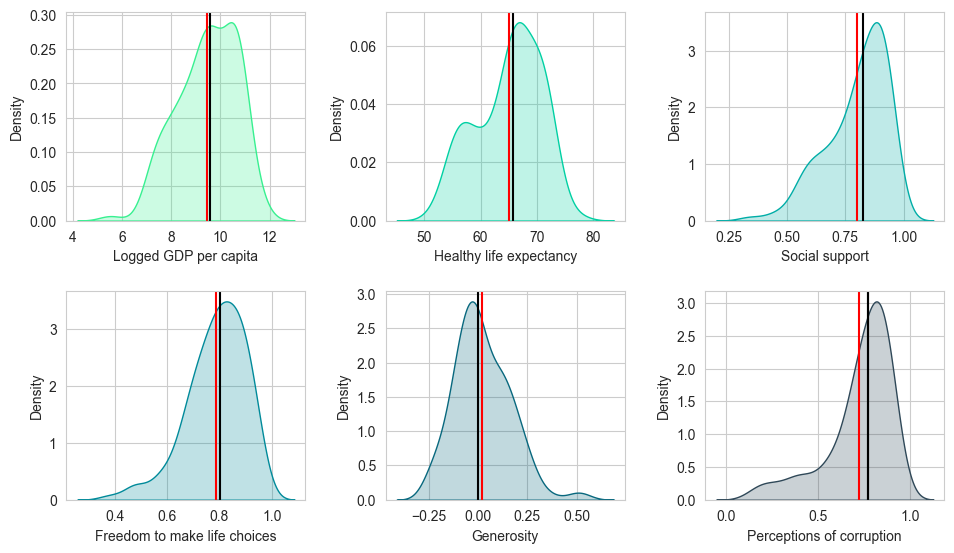 0.30
0.25
0.20
0.15
0.10
0.05
0.00
Density
4 6 8 10 12
Logged GDP per capita
0.06
0.04
0.02
0.00
Density
50 60 70 80
Healthy life expectancy
3
2
1
0
Density
0.25 0.50 0.75 1.00
Social support
3
2
1
0
Density
0.4 0.6 0.8 1.0
Freedom to make life choices
3.0
2.5
2.0
1.5
1.0
0.5
0.0
Density
−0.25 0.00 0.25 0.50
Generosity
3.0
2.5
2.0
1.5
1.0
0.5
0.0
Density
0.0 0.5 1.0
Perceptions of corruption